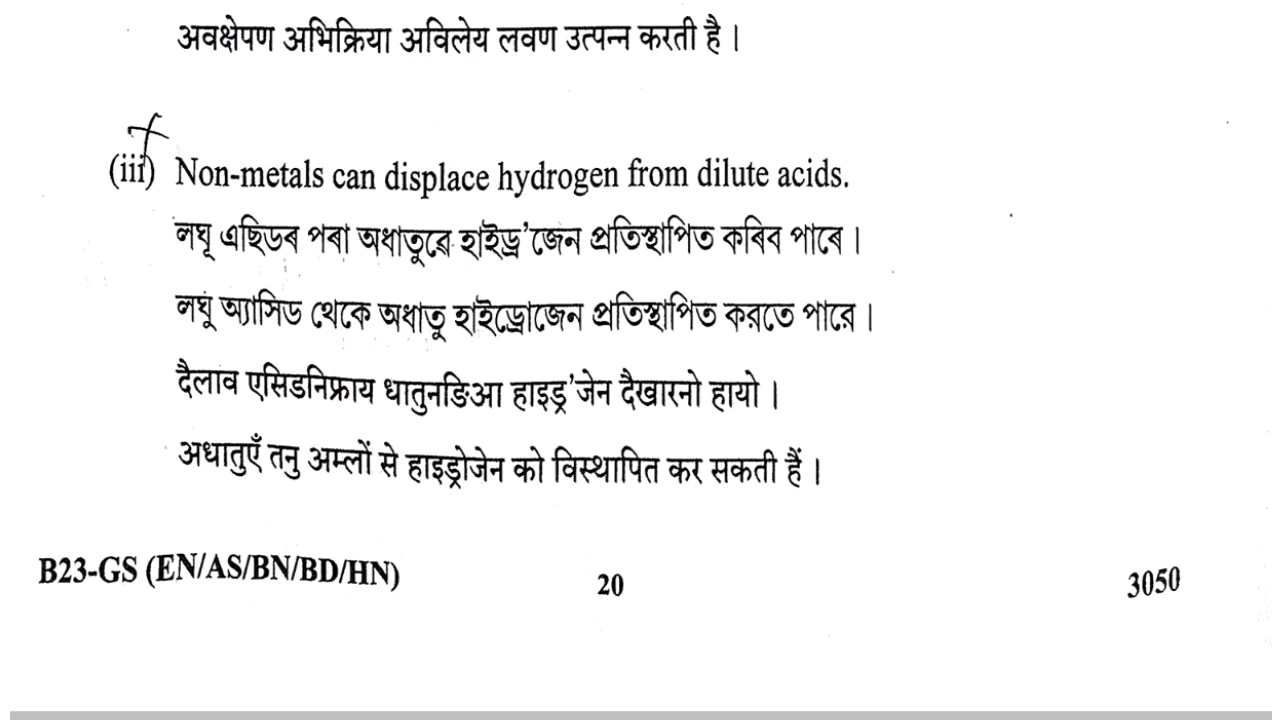 अवक्षेपण अभिक्रिया अविलेय लवण उत्पन्न करती है ।
(iii) Non-metals can displace hydrogen from dilute acids.
লঘূ এছিডৰ পৰা অধাতুৱে হাইড্ৰ'জেন প্ৰতিস্থাপিত কৰিব পাৰে ।
লঘু অ্যাসিড থেকে অধাতু হাইড্রোজেন প্রতিস্থাপিত করতে পারে ।
दैलाव एसिडनिफ्राय धातुनङिआ हाइड्र'जेन दैखारनो हायो ।
अधातुएँ तनु अम्लों से हाइड्रोजेन को विस्थापित कर सकती हैं ।
B23-GS (EN/AS/BN/BD/HN) 20 3050